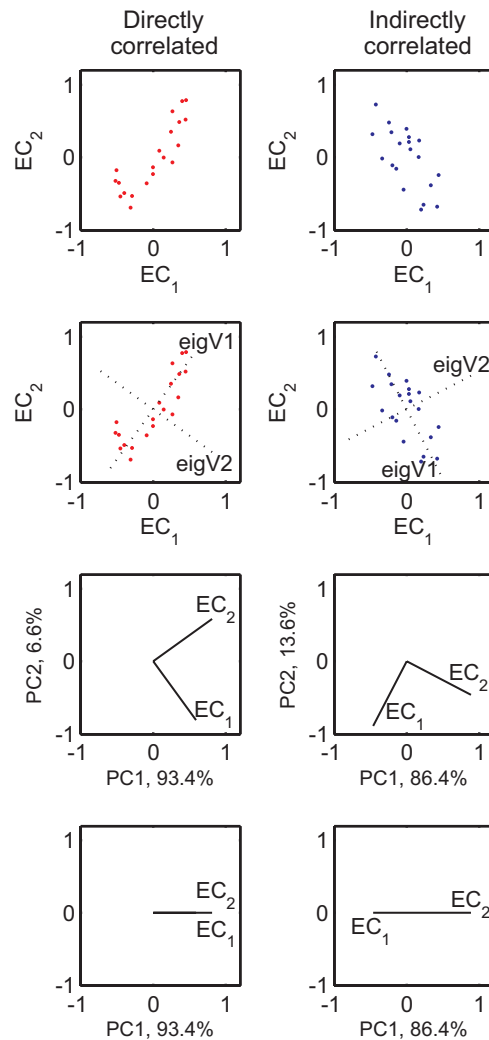 Directly
correlated
Indirectly
correlated
1
0
-1
EC₂
-1 0 1
EC₁
1
0
-1
EC₂
-1 0 1
EC₁
1
0
-1
EC₂
eigV1
eigV2
-1 0 1
EC₁
1
0
-1
EC₂
eigV2
eigV1
-1 0 1
EC₁
1
0
-1
PC2, 6.6%
EC₂
EC₁
-1 0 1
PC1, 93.4%
1
0
-1
PC2, 13.6%
EC₂
EC₁
-1 0 1
PC1, 86.4%
1
0
-1
EC₂
EC₁
-1 0 1
PC1, 93.4%
1
0
-1
EC₂
EC₁
-1 0 1
PC1, 86.4%